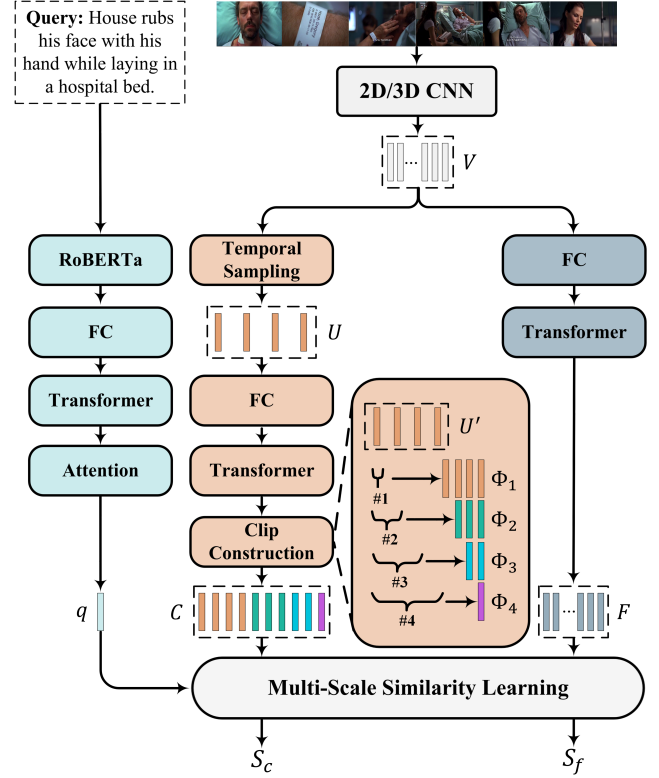 Query: House rubs
his face with his
hand while laying in
a hospital bed.
2D/3D CNN
V
RoBERTa
FC
Transformer
Attention
q
Temporal
Sampling
U
FC
Transformer
Clip
Construction
C
U′
#1
Φ1
#2
Φ2
#3
Φ3
#4
Φ4
FC
Transformer
F
Multi-Scale Similarity Learning
Sc
Sf